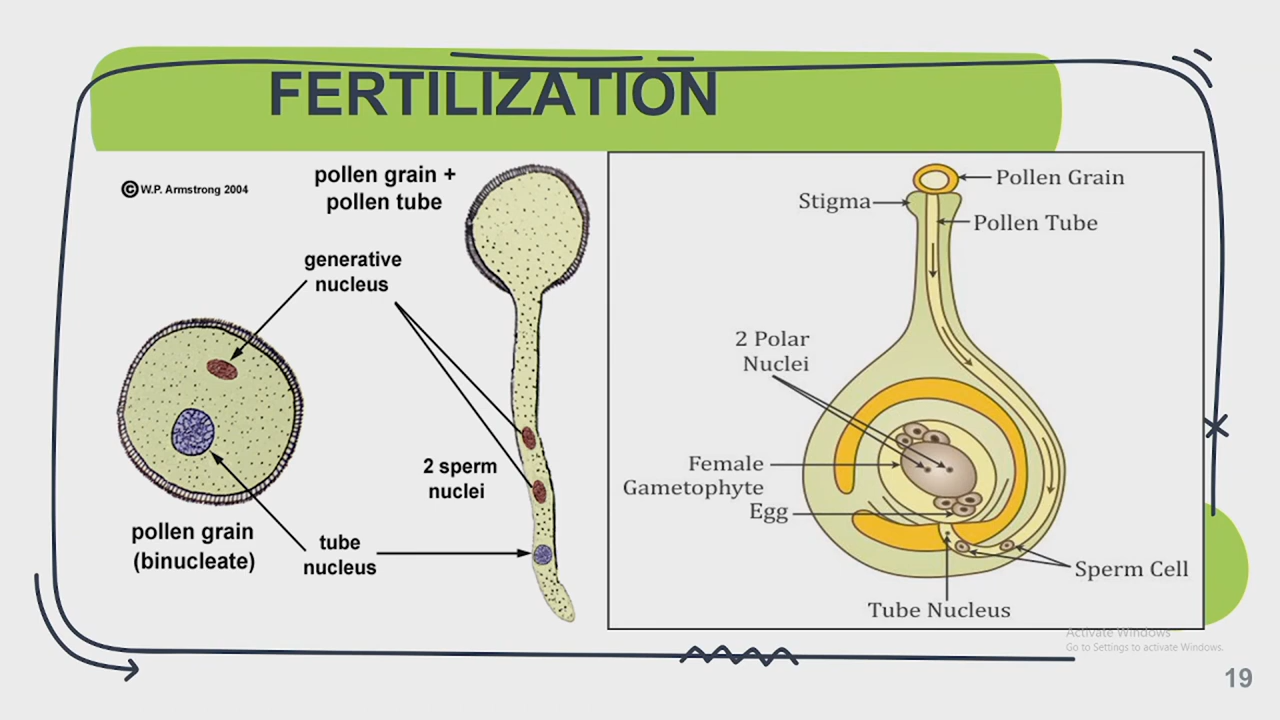 FERTILIZATION
© W.P. Armstrong 2004
pollen grain +
pollen tube
generative
nucleus
2 sperm
nuclei
pollen grain
(binucleate)
tube
nucleus
Pollen Grain
Stigma
Pollen Tube
2 Polar
Nuclei
Female
Gametophyte
Egg
Sperm Cell
Tube Nucleus
Activate Windows
Go to Settings to activate Windows.
19